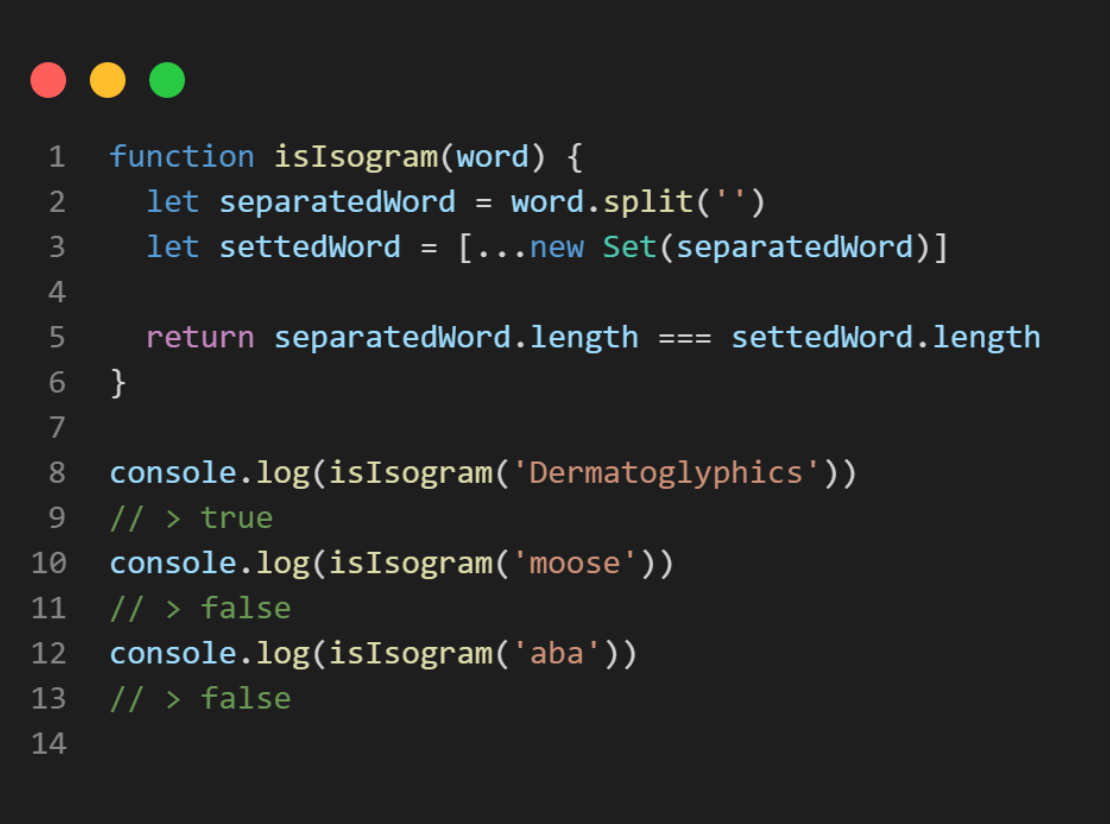 1 function isIsogram(word) {
2   let separatedWord = word.split('')
3   let settedWord = [...new Set(separatedWord)]
4
5   return separatedWord.length === settedWord.length
6 }
7
8 console.log(isIsogram('Dermatoglyphics'))
9 // > true
10 console.log(isIsogram('moose'))
11 // > false
12 console.log(isIsogram('aba'))
13 // > false
14